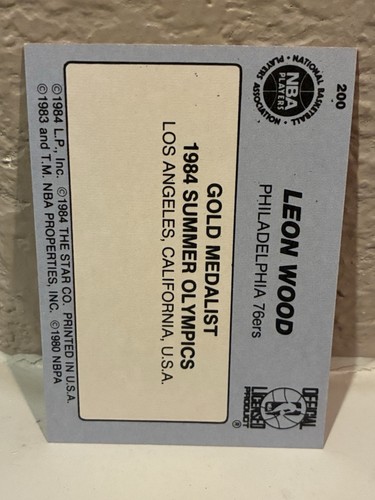 200
NATIONAL BASKETBALL
PLAYERS ASSOCIATION
NBA
PLAYERS
LEON WOOD
PHILADELPHIA 76ers
OFFICIAL
LICENSED
PRODUCT
®
GOLD MEDALIST
1984 SUMMER OLYMPICS
LOS ANGELES, CALIFORNIA, U.S.A.
©1984 L.P., Inc. ©1984 THE STAR CO. PRINTED IN U.S.A.
©1983 and T.M. NBA PROPERTIES, INC. ©1980 NBPA